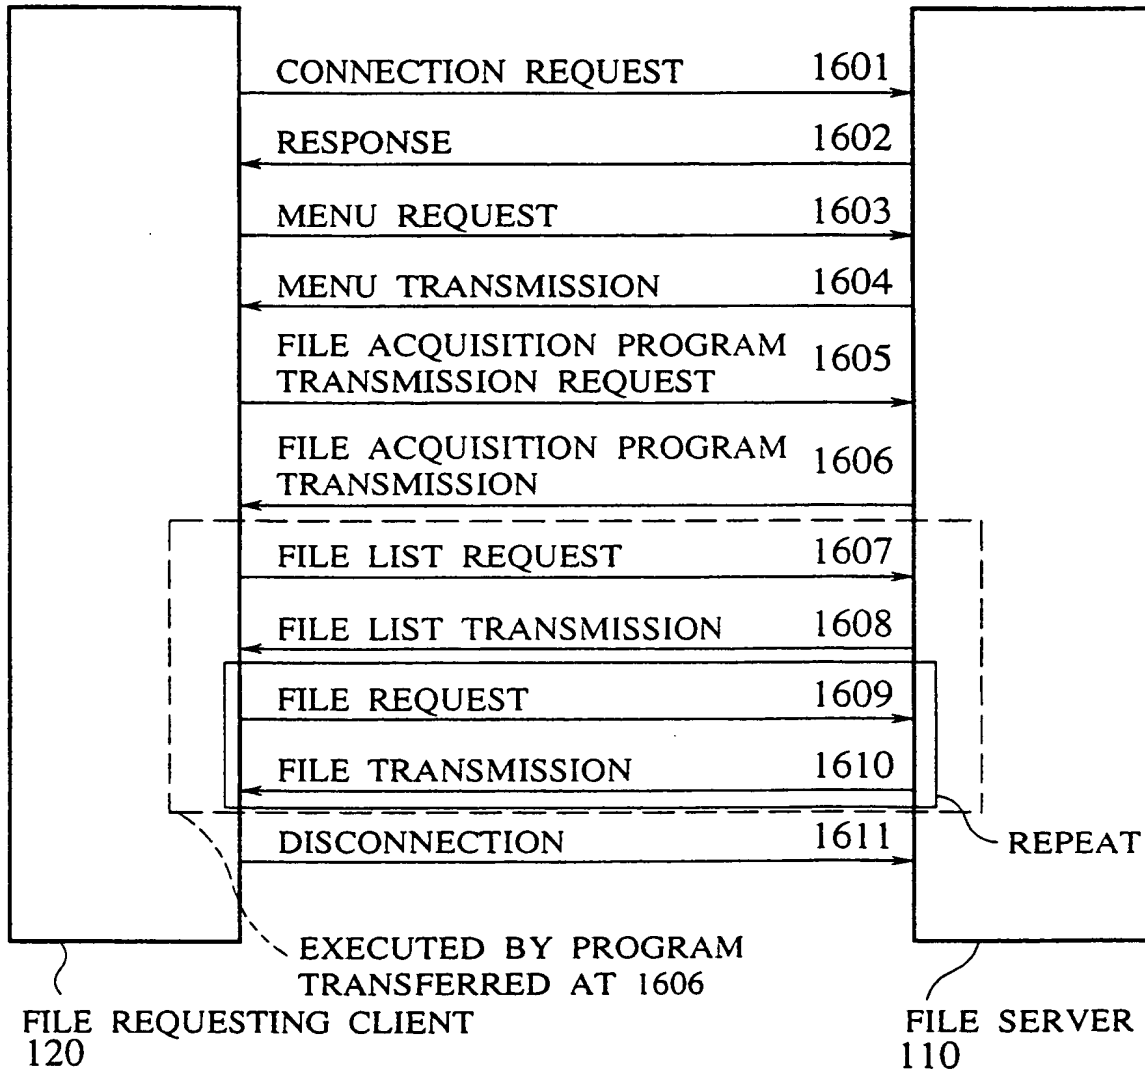 CONNECTION REQUEST 1601
RESPONSE 1602
MENU REQUEST 1603
MENU TRANSMISSION 1604
FILE ACQUISITION PROGRAM
TRANSMISSION REQUEST 1605
FILE ACQUISITION PROGRAM
TRANSMISSION 1606
FILE LIST REQUEST 1607
FILE LIST TRANSMISSION 1608
FILE REQUEST 1609
FILE TRANSMISSION 1610
DISCONNECTION 1611
REPEAT
EXECUTED BY PROGRAM
TRANSFERRED AT 1606
FILE REQUESTING CLIENT
120
FILE SERVER
110